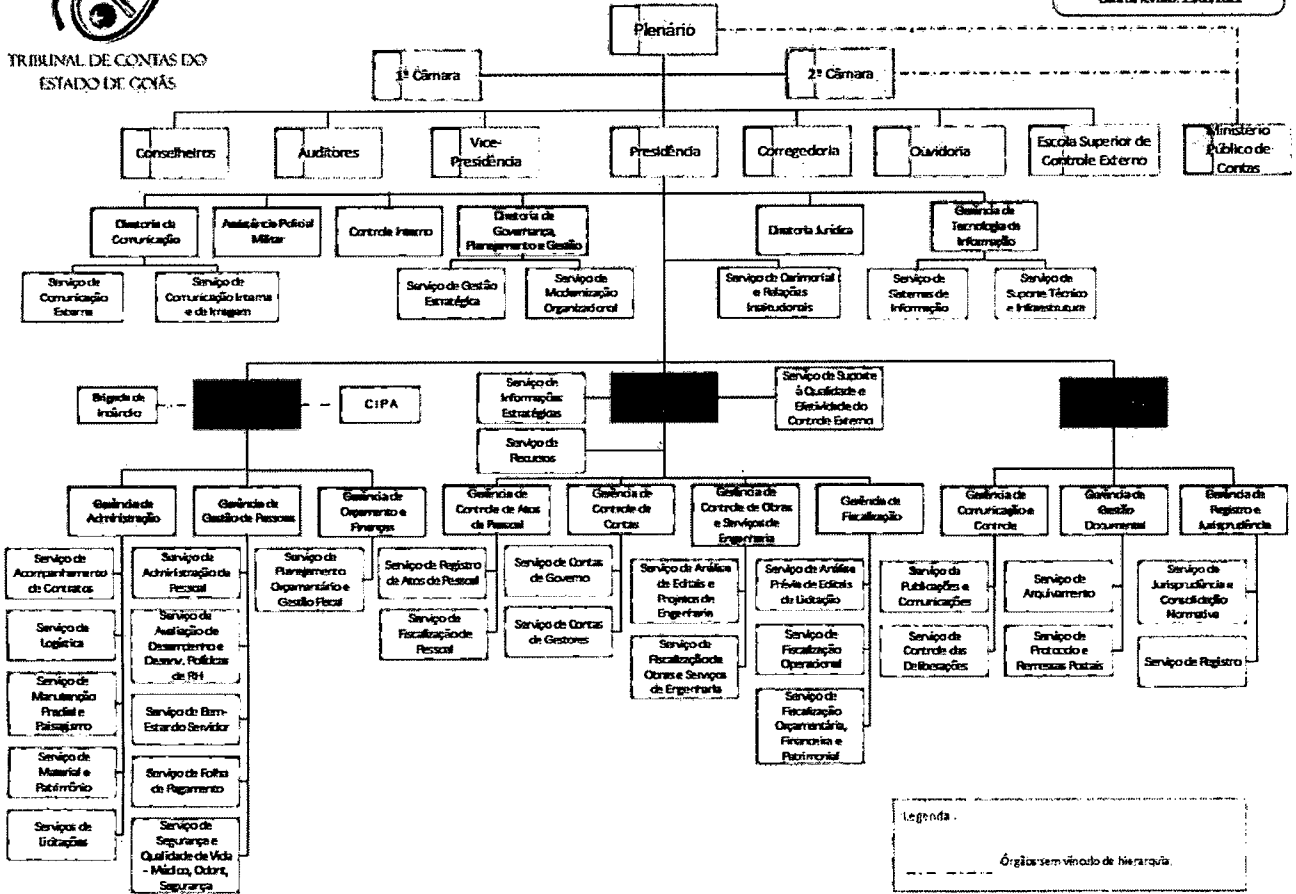 TRIBUNAL DE CONTAS DO
ESTADO DE GOIÁS
Plenário
1ª Câmara
2ª Câmara
Conselheiros
Auditores
Vice-
Presidência
Presidência
Corregedoria
Ouvidoria
Escola Superior de
Controle Externo
Ministério
Público de
Contas
Diretoria de
Comunicação
Assistência Policial
Militar
Controle Interno
Diretoria de
Governança,
Planejamento e Gestão
Diretoria Jurídica
Gerência de
Tecnologia da
Informação
Serviço de
Comunicação
Externa
Serviço de
Comunicação Interna
e de Imagem
Serviço de Gestão
Estratégica
Serviço de
Modernização
Organizacional
Serviço de Cerimonial
e Relações
Institucionais
Serviço de
Sistemas de
Informação
Serviço de
Suporte Técnico
e Infraestrutura
Brigada de
Incêndio
CIPA
Serviço de
Informações
Estratégicas
Serviço de Suporte
à Qualidade e
Efetividade do
Controle Externo
Serviço de
Recursos
Gerência de
Administração
Gerência de
Gestão de Pessoas
Gerência de
Orçamento e
Finanças
Gerência de
Controle de Atos
de Pessoal
Gerência de
Controle de
Contas
Gerência de
Controle de Obras
e Serviços de
Engenharia
Gerência de
Fiscalização
Gerência de
Comunicação e
Controle
Gerência de
Gestão
Documental
Gerência de
Registro e
Jurisprudência
Serviço de
Acompanhamento
de Contratos
Serviço de
Administração de
Pessoal
Serviço de
Planejamento
Orçamentário e
Gestão Fiscal
Serviço de Registro
de Atos de Pessoal
Serviço de Contas
de Governo
Serviço de Análise
de Editais e
Projetos de
Engenharia
Serviço de Análise
Prévia de Editais
de Licitação
Serviço de
Publicações e
Comunicações
Serviço de
Arquivamento
Serviço de
Jurisprudência e
Consolidação
Normativa
Serviço de
Logística
Serviço de
Avaliação de
Desempenho e
Desenv. Políticas
de RH
Serviço de
Fiscalização de
Pessoal
Serviço de Contas
de Gestores
Serviço de
Fiscalização de
Obras e Serviços
de Engenharia
Serviço de
Fiscalização
Operacional
Serviço de
Controle das
Deliberações
Serviço de
Protocolo e
Remessas Postais
Serviço de Registro
Serviço de
Manutenção
Predial e
Paisagismo
Serviço de Bem-
Estar do Servidor
Serviço de
Fiscalização
Orçamentária,
Financeira e
Patrimonial
Serviço de
Material e
Patrimônio
Serviço de Folha
de Pagamento
Serviços de
Licitações
Serviço de
Segurança e
Qualidade de Vida
- Médico, Odont,
Segurança
Legenda
Órgãos sem vínculo de hierarquia